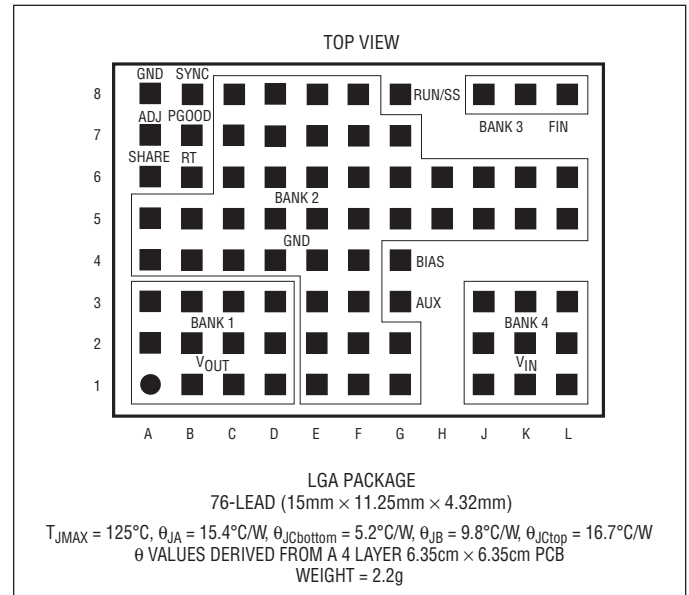 TOP VIEW
GND SYNC
8 RUN/SS
ADJ PGOOD
7 BANK 3 FIN
SHARE RT
6
BANK 2
5
GND
4 BIAS
3 AUX
BANK 1 BANK 4
2
VOUT VIN
1
A B C D E F G H J K L
LGA PACKAGE
76-LEAD (15mm × 11.25mm × 4.32mm)
TJMAX = 125°C, θJA = 15.4°C/W, θJCbottom = 5.2°C/W, θJB = 9.8°C/W, θJCtop = 16.7°C/W
θ VALUES DERIVED FROM A 4 LAYER 6.35cm × 6.35cm PCB
WEIGHT = 2.2g